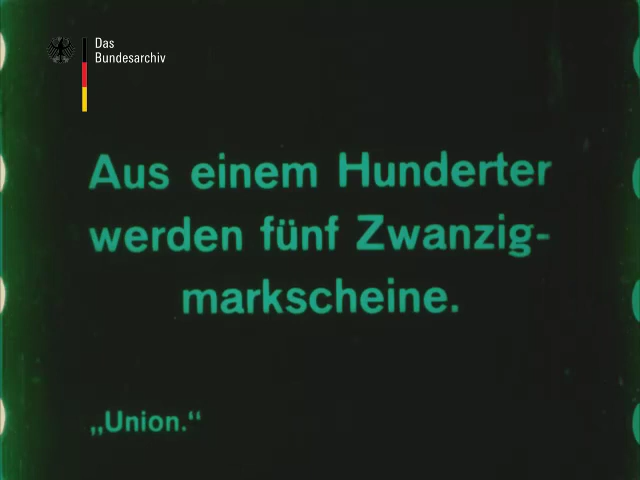 Das
Bundesarchiv
Aus einem Hunderter
werden fünf Zwanzig-
markscheine.
„Union.“